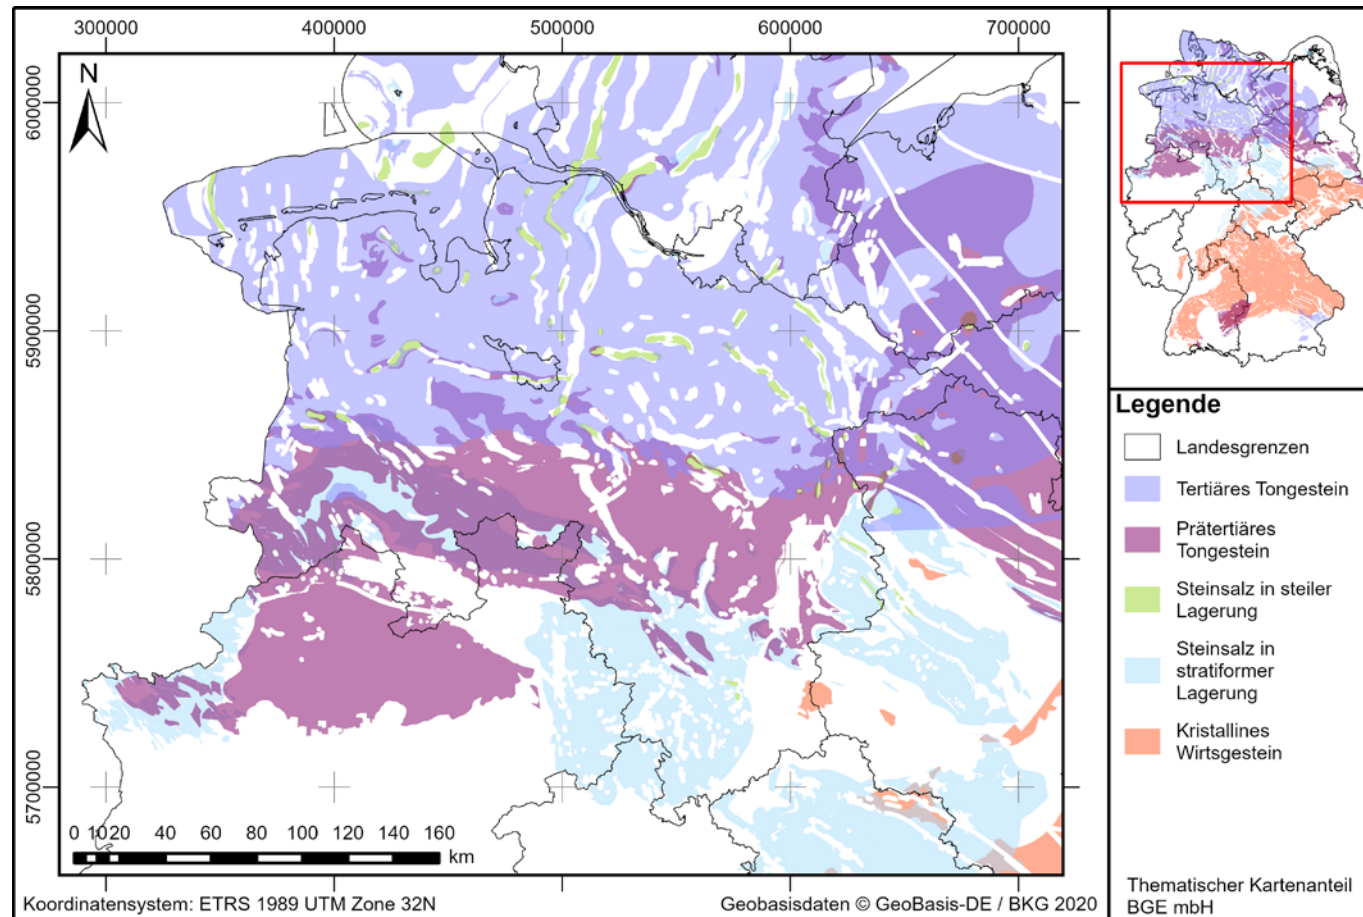 300000
400000
500000
600000
700000
N
6000000
5900000
5800000
5700000
0 10 20 40 60 80 100 120 140 160
km
Koordinatensystem: ETRS 1989 UTM Zone 32N
Geobasisdaten © GeoBasis-DE / BKG 2020
Legende
Landesgrenzen
Tertiäres Tongestein
Prätertiäres
Tongestein
Steinsalz in steiler
Lagerung
Steinsalz in
stratiformer
Lagerung
Kristallines
Wirtsgestein
Thematischer Kartenanteil
BGE mbH